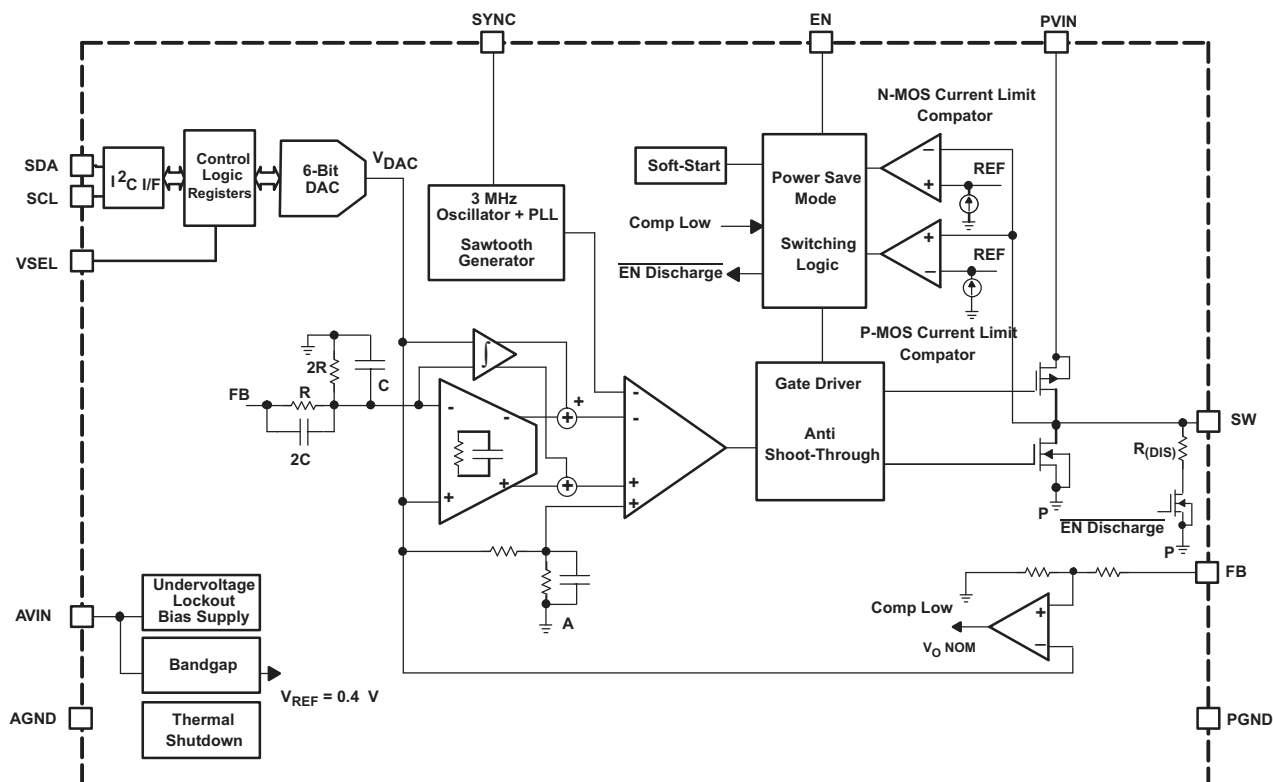 SYNC
EN
PVIN
N-MOS Current Limit
Compator
SDA
SCL
VSEL
I2C I/F
Control
Logic
Registers
6-Bit
DAC
VDAC
3 MHz
Oscillator + PLL
Sawtooth
Generator
Soft-Start
Comp Low
EN Discharge
Power Save
Mode
Switching
Logic
−
+
REF
+
−
REF
P-MOS Current Limit
Compator
2R
C
R
FB
2C
∫
-
-
+
+
+
+
+
-
-
+
+
Gate Driver
Anti
Shoot-Through
SW
R(DIS)
P
EN Discharge
P
FB
A
Comp Low
VO NOM
+
−
AVIN
Undervoltage
Lockout
Bias Supply
Bandgap
VREF = 0.4 V
AGND
Thermal
Shutdown
PGND